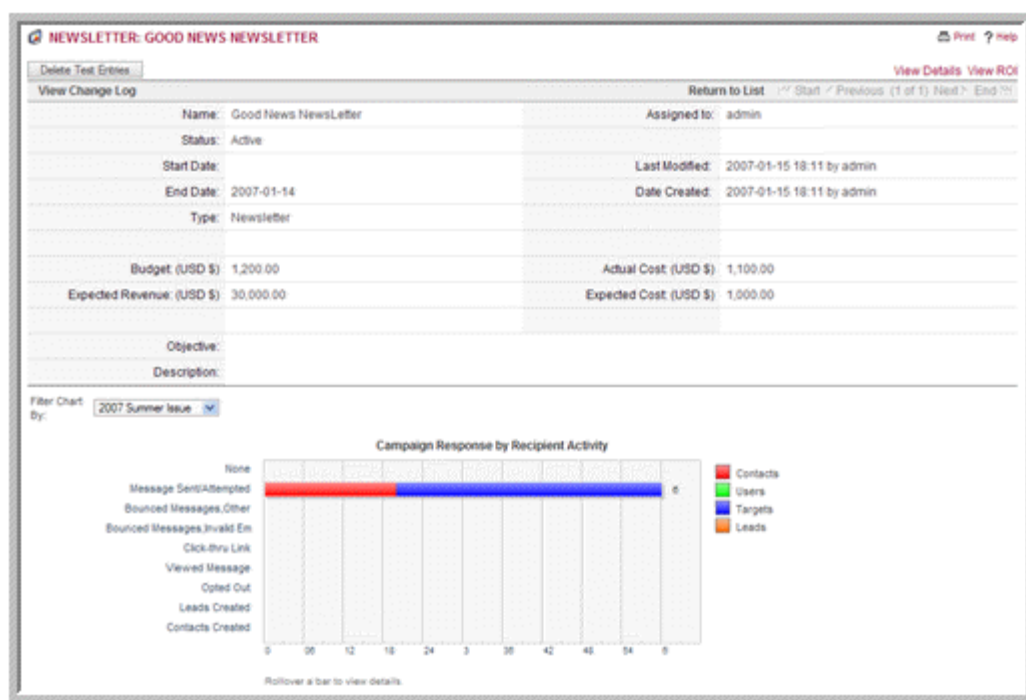 NEWSLETTER: GOOD NEWS NEWSLETTER
Print ? Help
Delete Test Entries
View Details View ROI
View Change Log
Return to List Start Previous (1 of 1) Next End
Name: Good News NewsLetter Assigned to: admin
Status: Active
Start Date: Last Modified: 2007-01-15 18:11 by admin
End Date: 2007-01-14 Date Created: 2007-01-15 18:11 by admin
Type: Newsletter
Budget: (USD $) 1,200.00 Actual Cost: (USD $) 1,100.00
Expected Revenue: (USD $) 30,000.00 Expected Cost: (USD $) 1,000.00
Objective:
Description:
Filter Chart By: 2007 Summer Issue
Campaign Response by Recipient Activity
None
Message Sent/Attempted 6
Bounced Messages,Other
Bounced Messages,Invalid Em
Click-thru Link
Viewed Message
Opted Out
Leads Created
Contacts Created
Contacts
Users
Targets
Leads
0 06 12 18 24 3 36 42 48 54 6
Rollover a bar to view details.